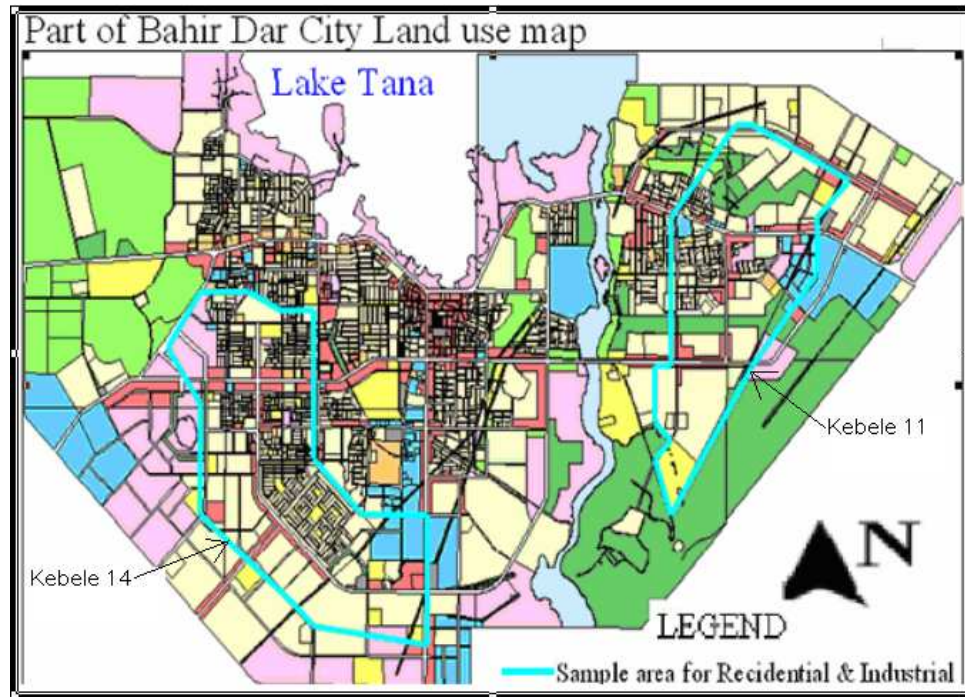 Part of Bahir Dar City Land use map
Lake Tana
Kebele 11
Kebele 14
N
LEGEND
Sample area for Recidential & Industrial